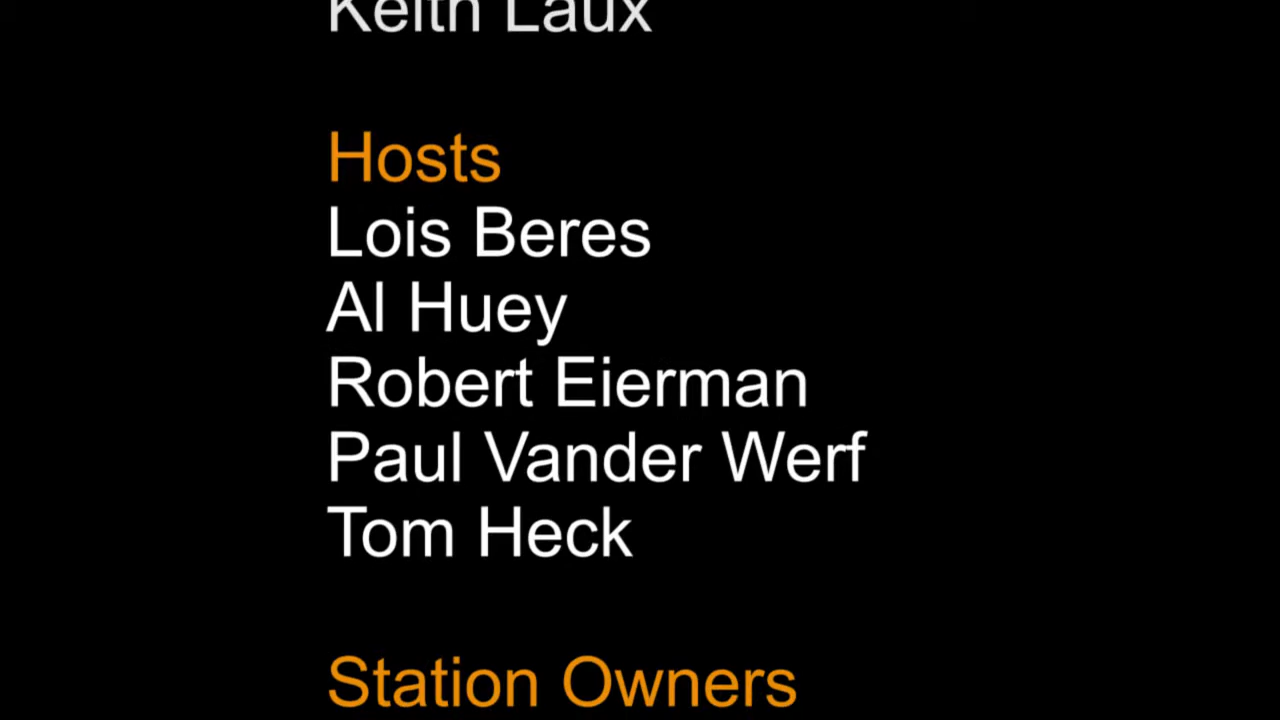 Keith Laux
Hosts
Lois Beres
Al Huey
Robert Eierman
Paul Vander Werf
Tom Heck
Station Owners